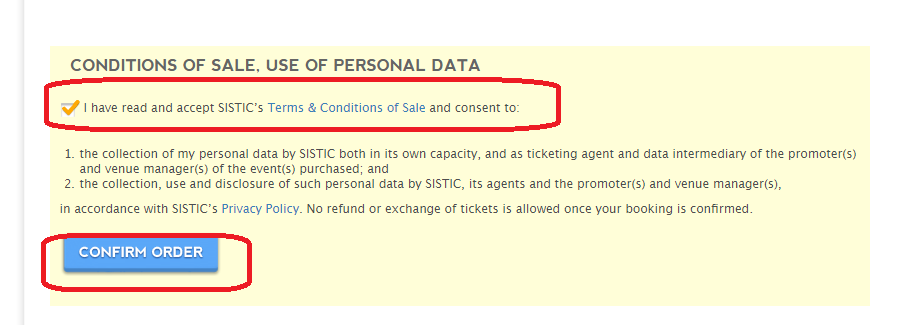 CONDITIONS OF SALE, USE OF PERSONAL DATA
I have read and accept SISTIC's Terms & Conditions of Sale and consent to:
1. the collection of my personal data by SISTIC both in its own capacity, and as ticketing agent and data intermediary of the promoter(s)
and venue manager(s) of the event(s) purchased; and
2. the collection, use and disclosure of such personal data by SISTIC, its agents and the promoter(s) and venue manager(s),
in accordance with SISTIC's Privacy Policy. No refund or exchange of tickets is allowed once your booking is confirmed.
CONFIRM ORDER